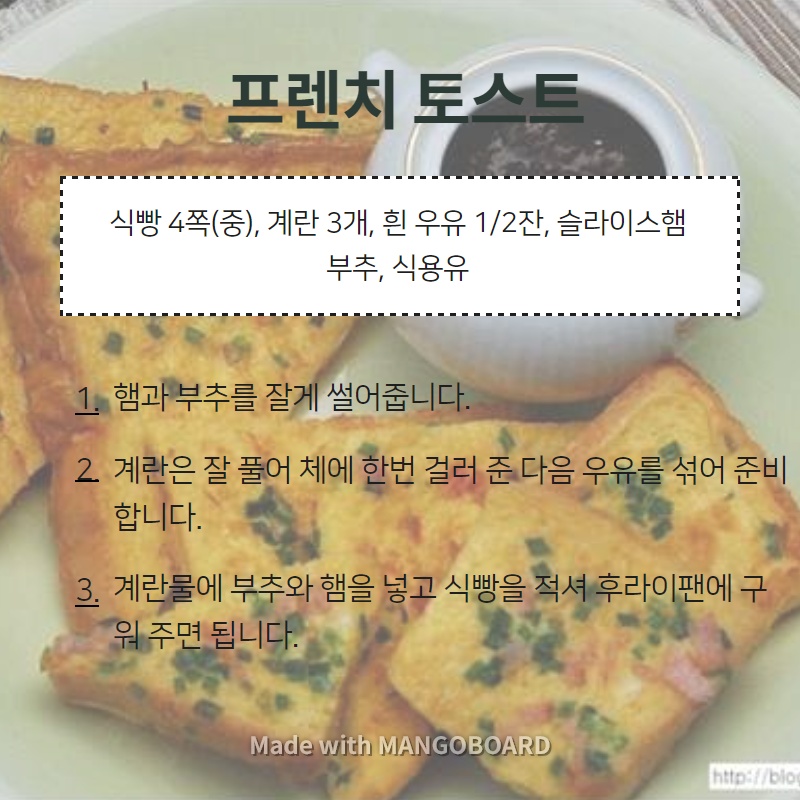 프렌치 토스트
식빵 4쪽(중), 계란 3개, 흰 우유 1/2잔, 슬라이스햄
부추, 식용유
1. 햄과 부추를 잘게 썰어줍니다.
2. 계란은 잘 풀어 체에 한번 걸러 준 다음 우유를 섞어 준비
합니다.
3. 계란물에 부추와 햄을 넣고 식빵을 적셔 후라이팬에 구
워 주면 됩니다.
Made with MANGOBOARD
http://blog